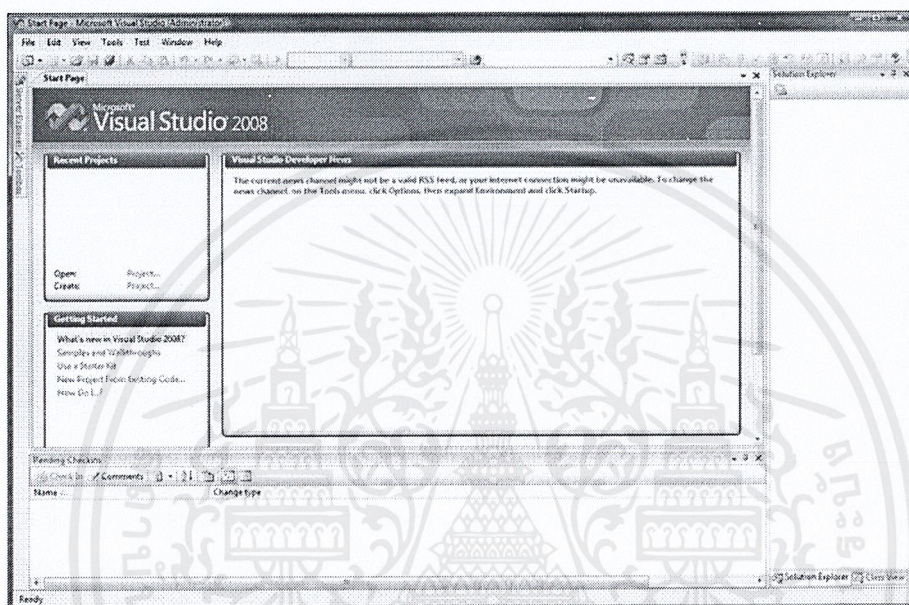 Start Page - Microsoft Visual Studio (Administrator)
File Edit View Tools Test Window Help
Start Page
Solution Explorer
Server Explorer
Toolbox
Microsoft®
Visual Studio® 2008
Recent Projects
Open: Project...
Create: Project...
Getting Started
What's new in Visual Studio 2008?
Samples and Walkthroughs
Use a Starter Kit
New Project From Existing Code...
How Do I...?
Visual Studio Developer News
The current news channel might not be a valid RSS feed, or your internet connection might be unavailable. To change the
news channel, on the Tools menu, click Options, then expand Environment and click Startup.
Pending Checkins
Check In Comments
Name Change type
Solution Explorer Class View
Ready